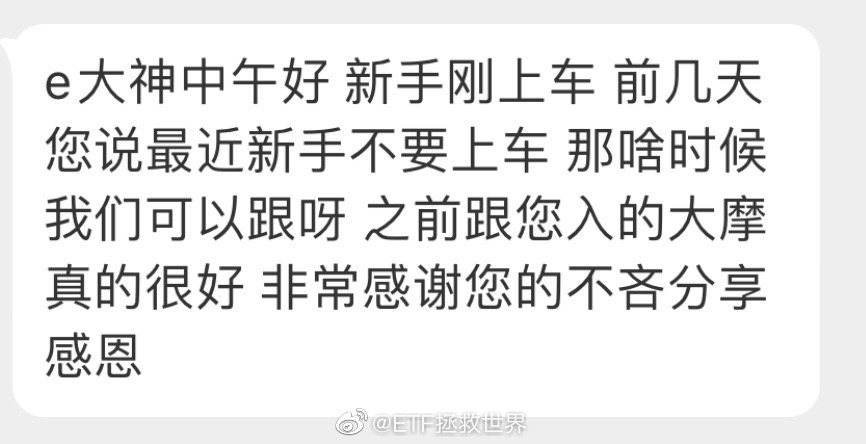 e大神中午好 新手刚上车 前几天
您说最近新手不要上车 那啥时候
我们可以跟呀 之前跟您入的大摩
真的很好 非常感谢您的不吝分享
感恩
@ETF拯救世界